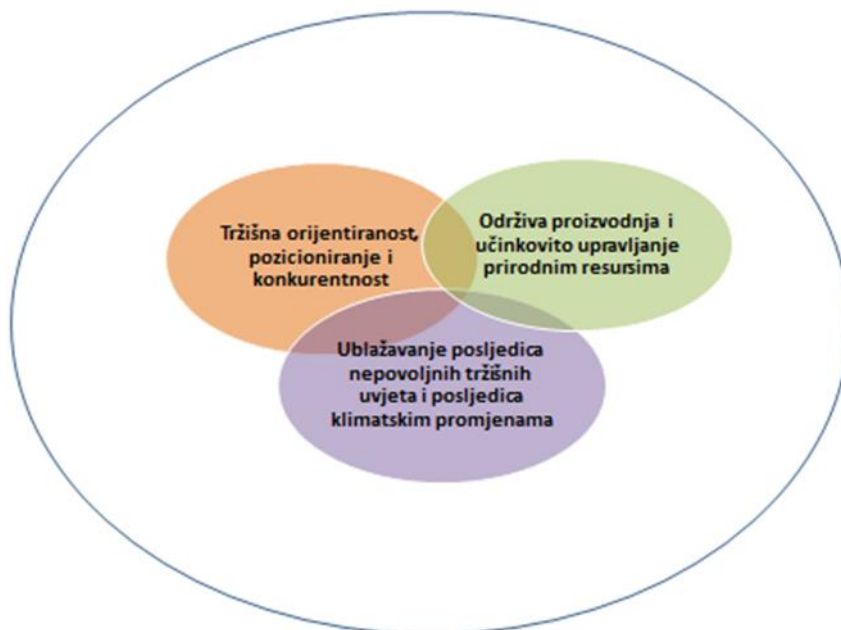 Tržišna orijentiranost,
pozicioniranje i
konkurentnost
Održiva proizvodnja i
učinkovito upravljanje
prirodnim resursima
Ublažavanje posljedica
nepovoljnih tržišnih
uvjeta i posljedica
klimatskim promjenama